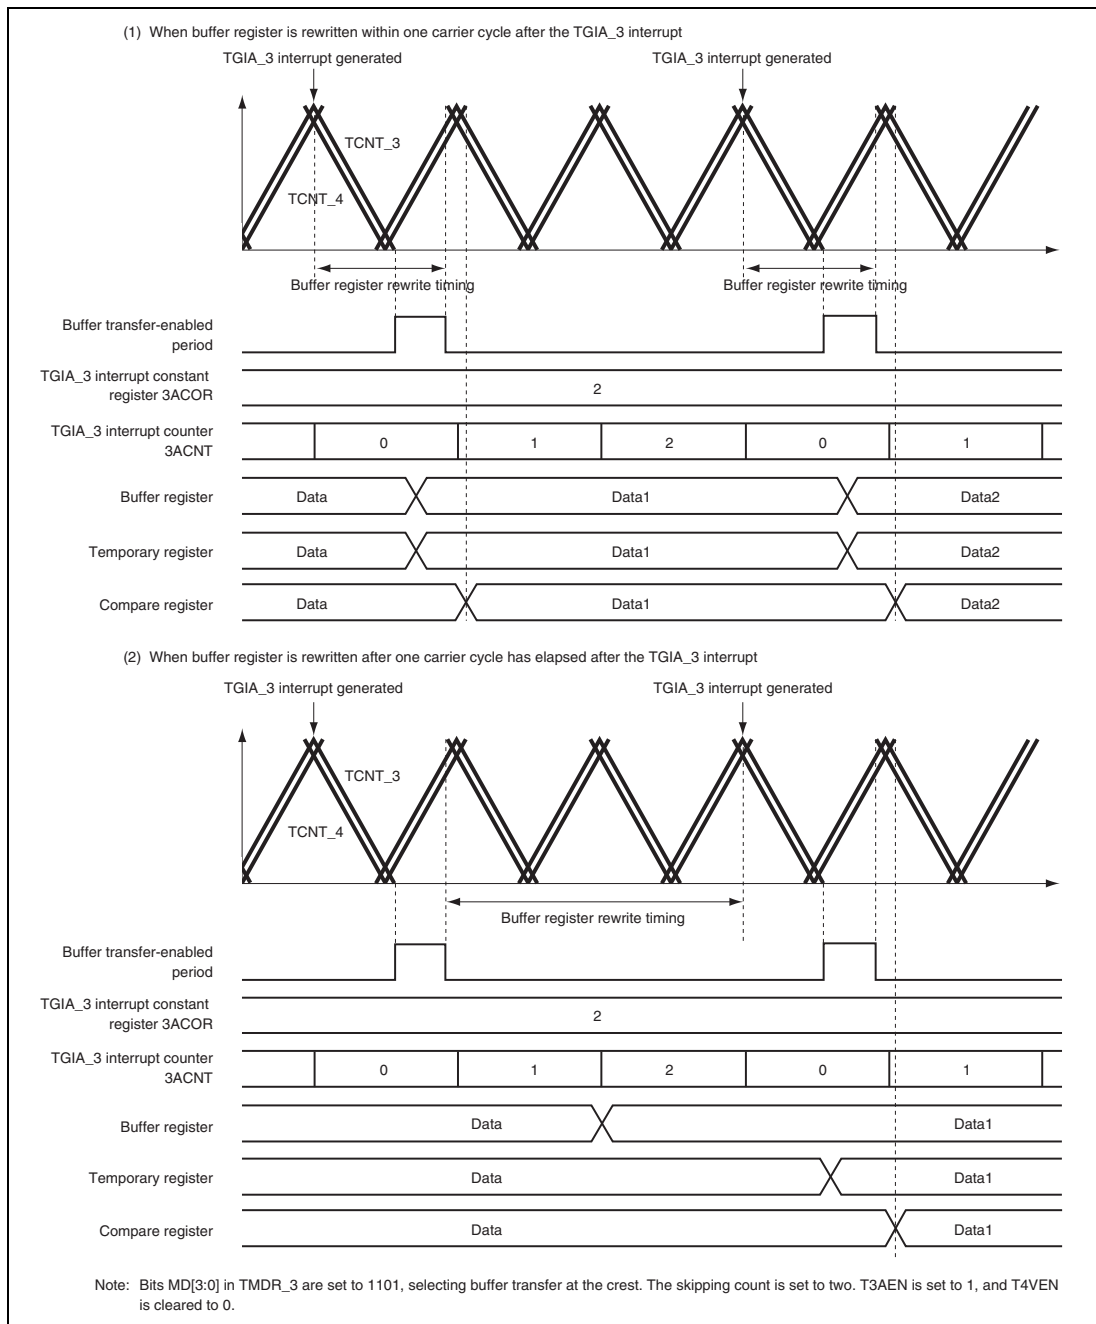 (1) When buffer register is rewritten within one carrier cycle after the TGIA_3 interrupt
TGIA_3 interrupt generated
TGIA_3 interrupt generated
TCNT_3
TCNT_4
Buffer register rewrite timing
Buffer register rewrite timing
Buffer transfer-enabled
period
TGIA_3 interrupt constant
register 3ACOR
2
TGIA_3 interrupt counter
3ACNT
0 1 2 0 1
Buffer register
Data Data1 Data2
Temporary register
Data Data1 Data2
Compare register
Data Data1 Data2
(2) When buffer register is rewritten after one carrier cycle has elapsed after the TGIA_3 interrupt
TGIA_3 interrupt generated
TGIA_3 interrupt generated
TCNT_3
TCNT_4
Buffer register rewrite timing
Buffer transfer-enabled
period
TGIA_3 interrupt constant
register 3ACOR
2
TGIA_3 interrupt counter
3ACNT
0 1 2 0 1
Buffer register
Data Data1
Temporary register
Data Data1
Compare register
Data Data1
Note: Bits MD[3:0] in TMDR_3 are set to 1101, selecting buffer transfer at the crest. The skipping count is set to two. T3AEN is set to 1, and T4VEN
is cleared to 0.